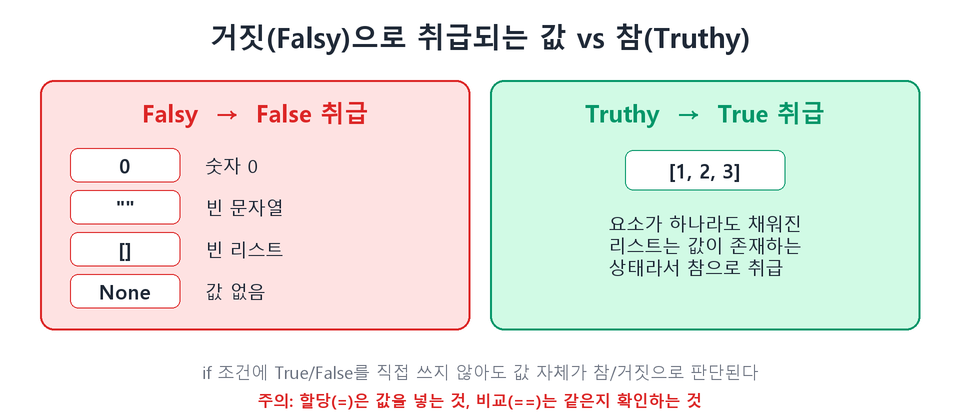 거짓(Falsy)으로 취급되는 값 vs 참(Truthy)
Falsy → False 취급
0 숫자 0
"" 빈 문자열
[] 빈 리스트
None 값 없음
Truthy → True 취급
[1, 2, 3]
요소가 하나라도 채워진
리스트는 값이 존재하는
상태라서 참으로 취급
if 조건에 True/False를 직접 쓰지 않아도 값 자체가 참/거짓으로 판단된다
주의: 할당(=)은 값을 넣는 것, 비교(==)는 같은지 확인하는 것